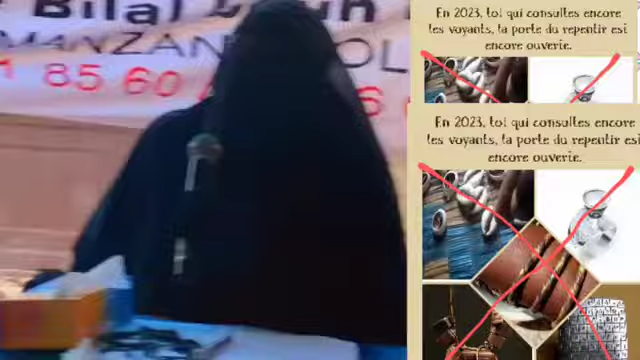 Bilal
MANZAN
85 60
En 2023, toi qui consultes encore
les voyants, la porte du repentir est
encore ouverte.
En 2023, toi qui consultes encore
les voyants, la porte du repentir est
encore ouverte.